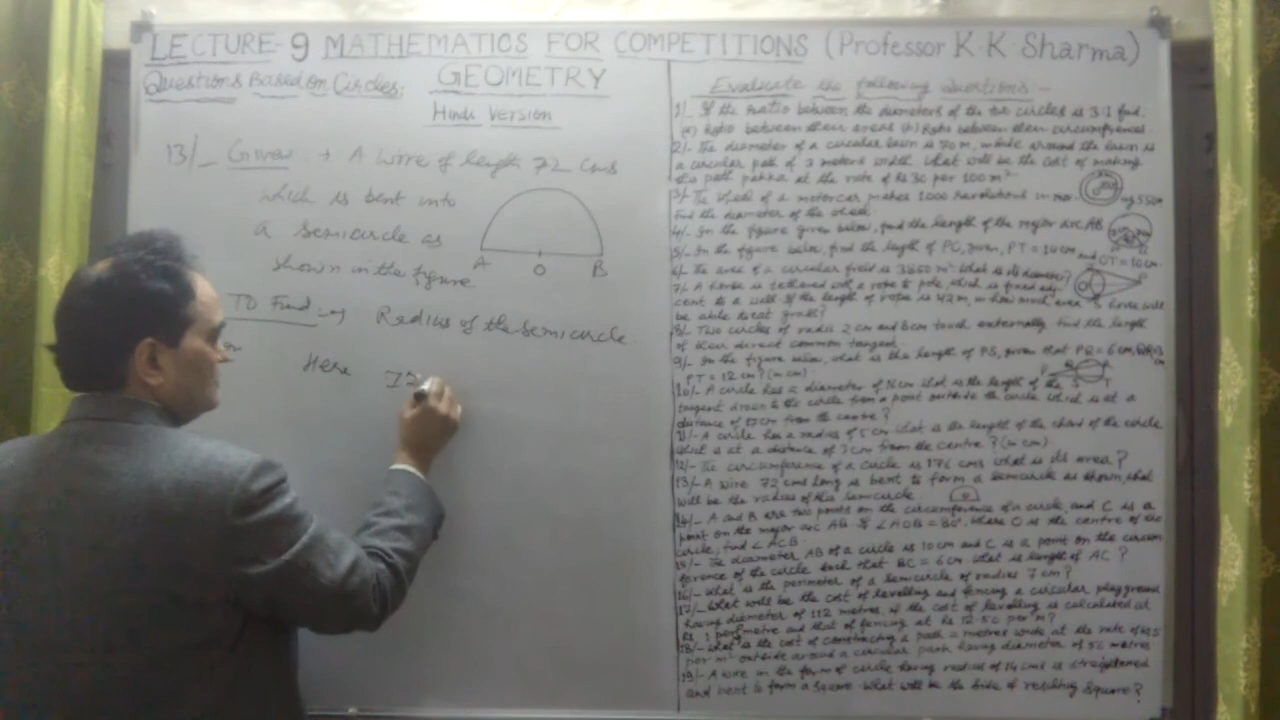 LECTURE-9 MATHEMATICS FOR COMPETITIONS (Professor K K Sharma)
Questions Based on Circles:
GEOMETRY
Hindi Version
13/_ Given → A wire of length 72 cms
which is bent into
a semicircle as
shown in the figure
A O B
To Find:→ Radius of the semicircle
Here 72
Evaluate the following Questions -
1/_ If the ratio between the diameters of the two circles is 3:1 find
(a) Ratio between their areas (b) Ratio between their circumferences.
2/- The diameter of a circular lawn is 70 m, around the lawn is
a circular path of 3 meters width. What will be the cost of making
this path pakka at the rate of Rs 30 per 100 m²
3/- The wheel of a motorcar makes 1000 revolutions in
Find the diameter of the wheel.
4/- In the figure given below, find the length of the major arc AB
5/- In the figure below, find the length of PC, given, PT = 14 cm and OT = 10 cm.
6/- The area of a circular field is 3850 m². What is its diameter?
7/- A horse is tethered with a rope to pole, which is fixed adj
cent to a wall. If the length of rope is 42 m, in how much area horse will
be able to eat grass?
8/- Two circles of radii 2 cm and 8 cm touch externally. Find the length
of their direct common tangent.
9/- In the figure below, what is the length of PS, given that PQ = 6 cm,
PT = 12 cm? (in cm)
10/- A circle has a diameter of 16 cm. What is the length of the
tangent drawn to the circle from a point outside the circle which is at a
distance of 17 cm from the centre?
11/- A circle has a radius of 5 cm. What is the length of the chord of the circle
which is at a distance of 3 cm from the centre? (in cm)
12/- The circumference of a circle is 176 cms. What is its area?
13/- A wire 72 cms long is bent to form a semicircle as shown, what
will be the radius of this semicircle
14/- A and B are two points on the circumference of a circle and C is a
point on the major arc AB. If ∠AOB = 80°, where O is the centre of the
circle, find ∠ACB.
15/- The diameter AB of a circle is 10 cm and C is a point on the circum
ference of the circle such that BC = 6 cm. What is length of AC?
16/- What is the perimeter of a semicircle of radius 7 cm?
17/- What will be the cost of levelling and fencing a circular playground
having diameter of 112 metres, if the cost of levelling is calculated at
Rs. 1 per metre and that of fencing at Rs 12.50 per m?
18/- What is the cost of constructing a path metres wide at the rate of Rs 5
per m² outside around a circular park having diameter of 56 metres
19/- A wire in the form of circle having radius of 14 cms is straightened
and bent to form a square. What will be the side of resulting square?